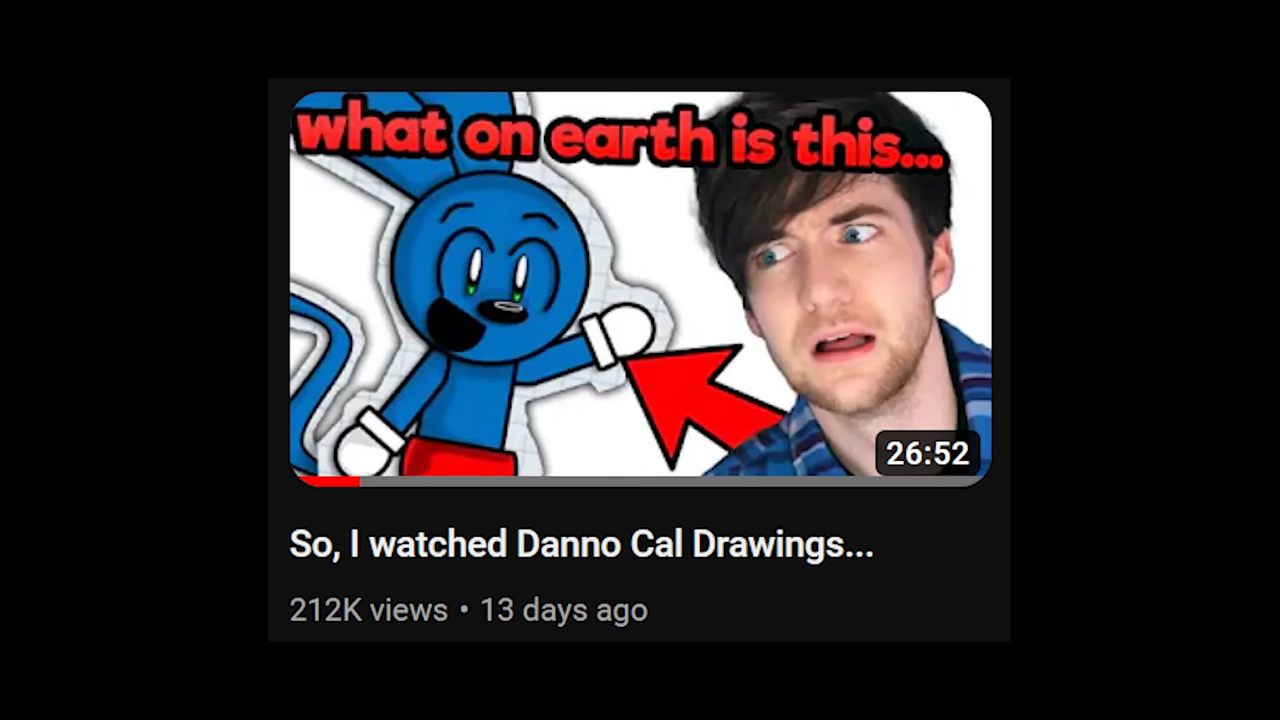 what on earth is this...
26:52
So, I watched Danno Cal Drawings...
212K views • 13 days ago